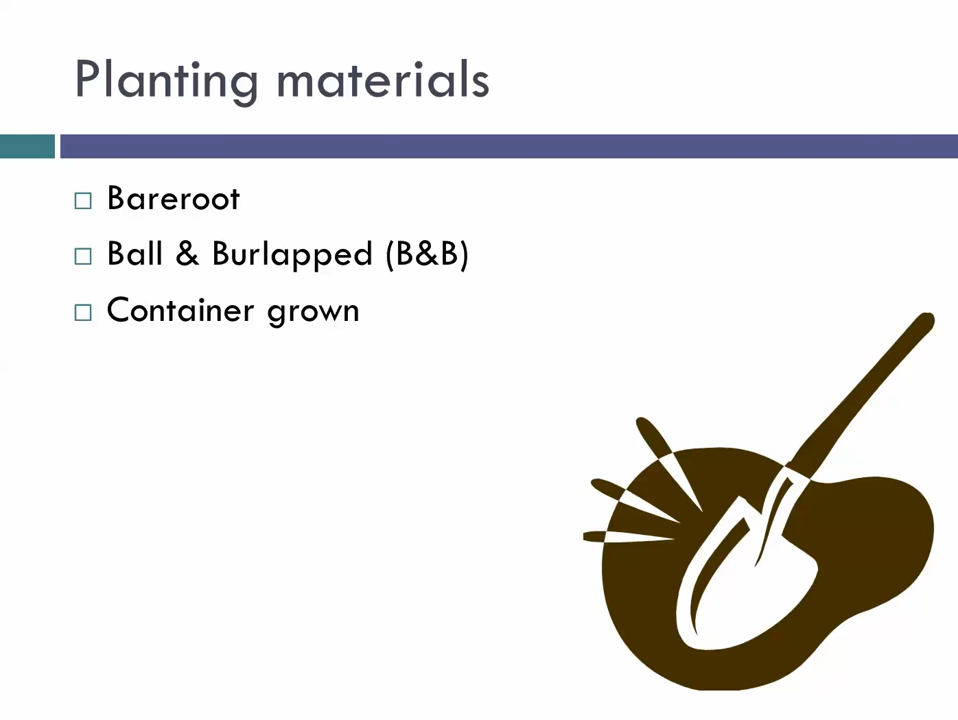 Planting materials
Bareroot
Ball & Burlapped (B&B)
Container grown